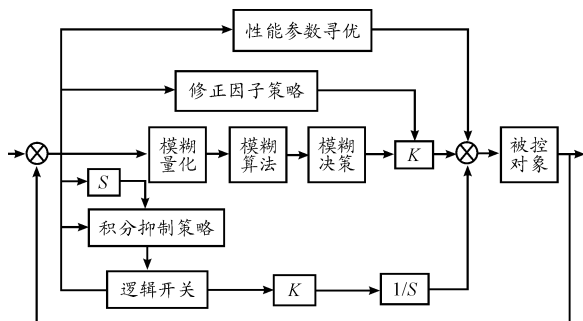 性能参数寻优
修正因子策略
模糊
量化
模糊
算法
模糊
决策
K
被控
对象
S
积分抑制策略
逻辑开关
K
1/S